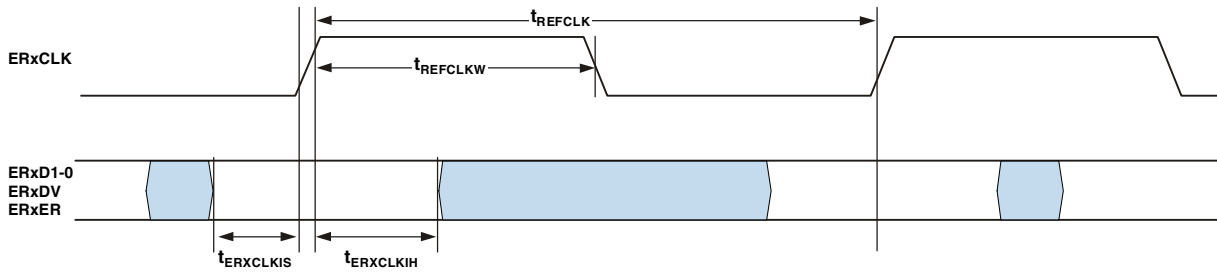 tREFCLK
ERxCLK
tREFCLKW
ERxD1-0
ERxDV
ERxER
tERXCLKIS
tERXCLKIH